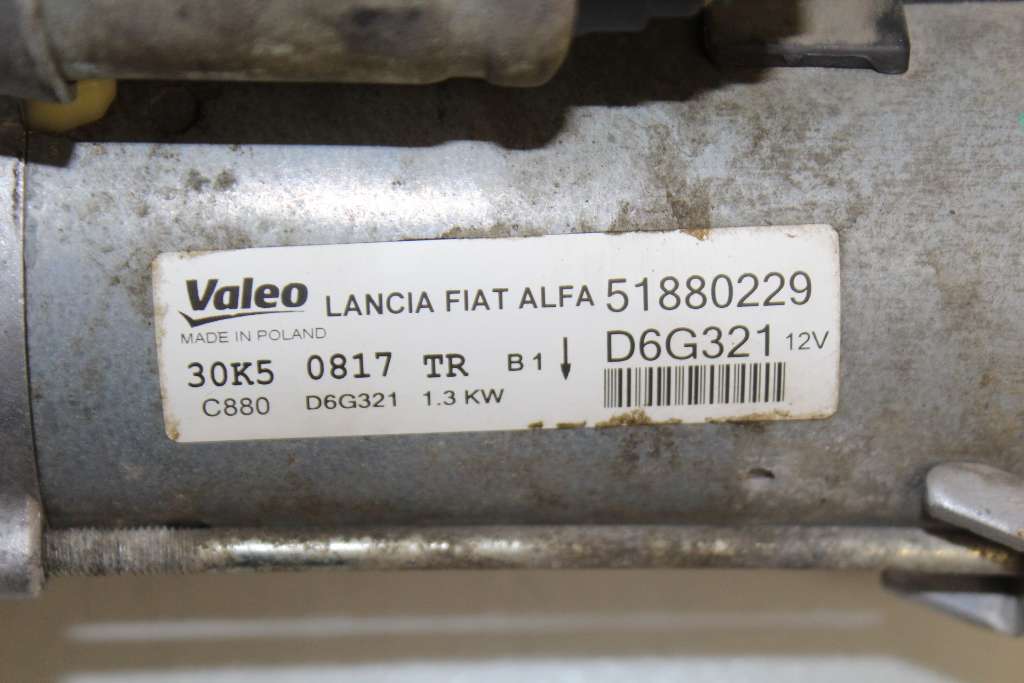 Valeo LANCIA FIAT ALFA 51880229
MADE IN POLAND
D6G321 12V
30K5 0817 TR B1 ↓
C880 D6G321 1.3 KW